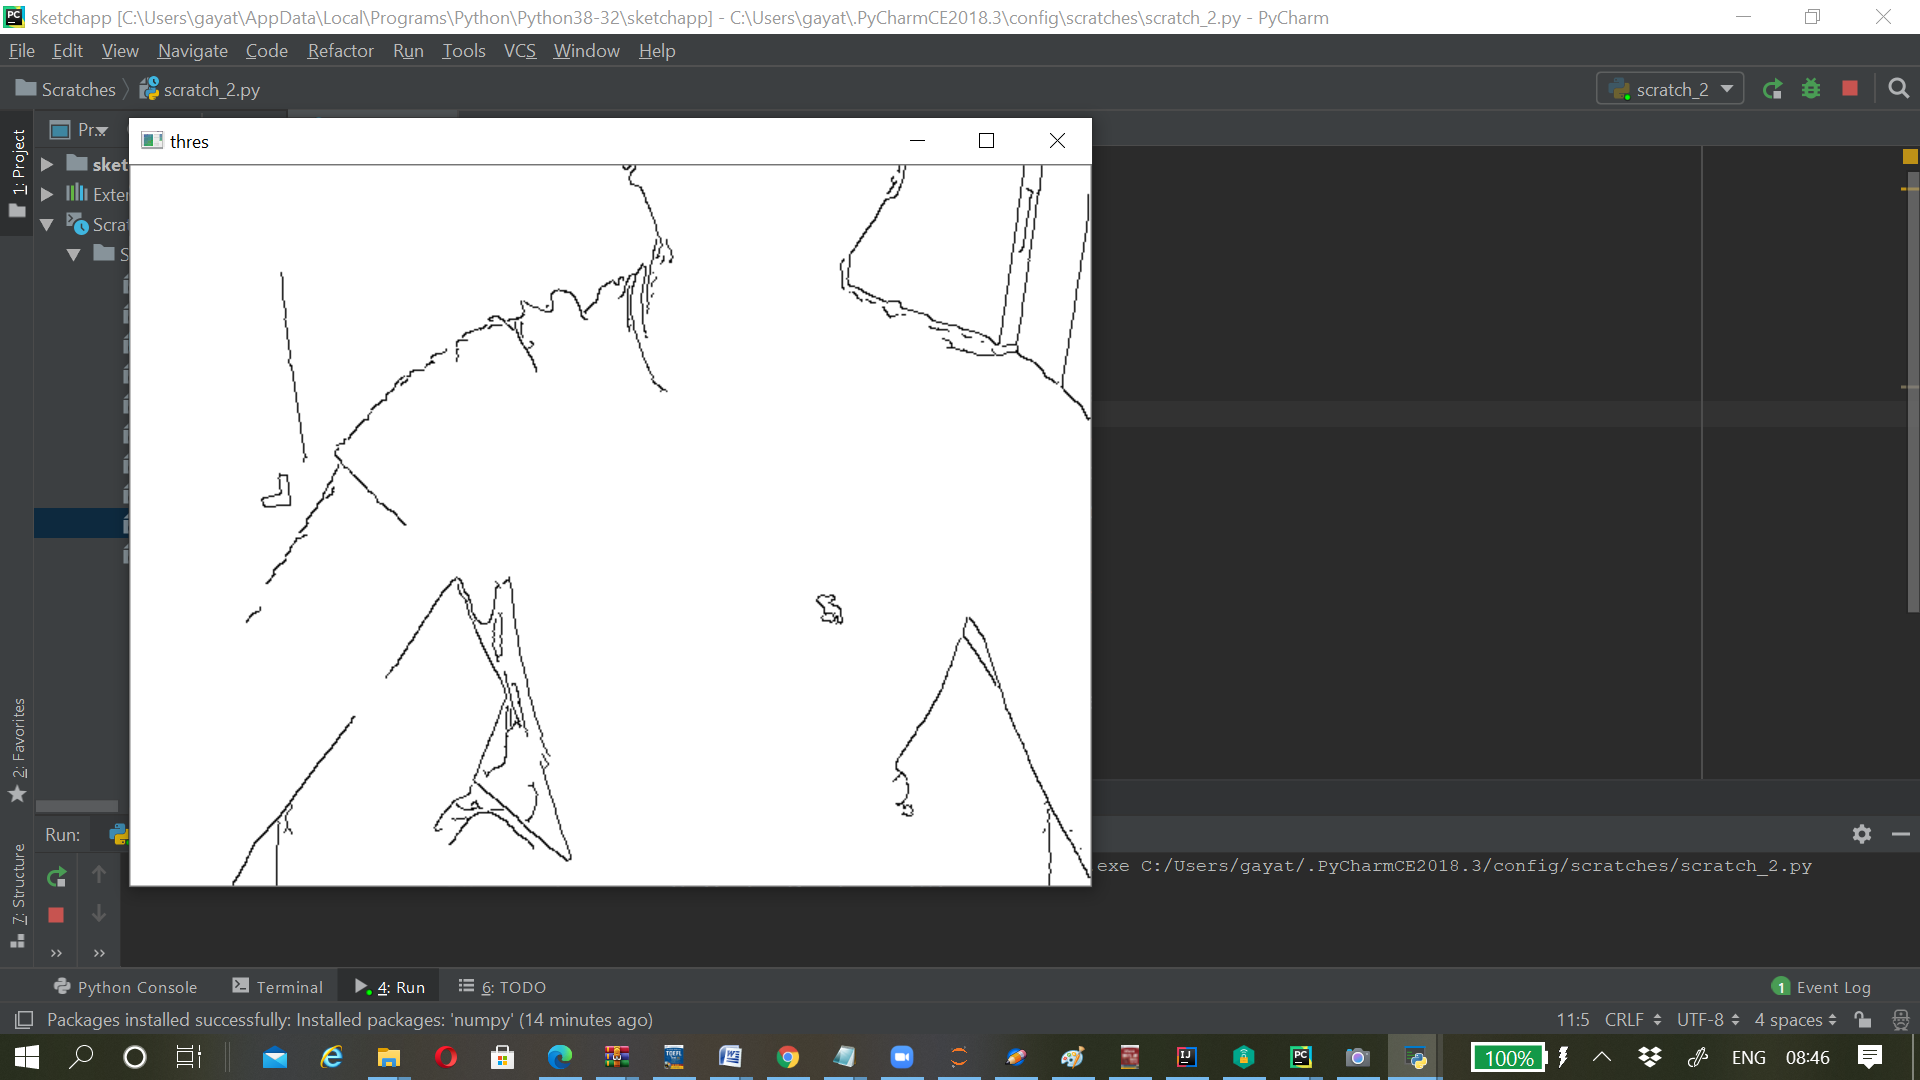 sketchapp [C:\Users\gayat\AppData\Local\Programs\Python\Python38-32\sketchapp] - C:\Users\gayat\.PyCharmCE2018.3\config\scratches\scratch_2.py - PyCharm
File Edit View Navigate Code Refactor Run Tools VCS Window Help
Scratches scratch_2.py scratch_2
1: Project
Pr...
thres
sket
Exter
Scrat
S
2: Favorites
7: Structure
Run:
exe C:/Users/gayat/.PyCharmCE2018.3/config/scratches/scratch_2.py
Python Console Terminal 4: Run 6: TODO 1 Event Log
Packages installed successfully: Installed packages: 'numpy' (14 minutes ago) 11:5 CRLF UTF-8 4 spaces
100% ENG 08:46